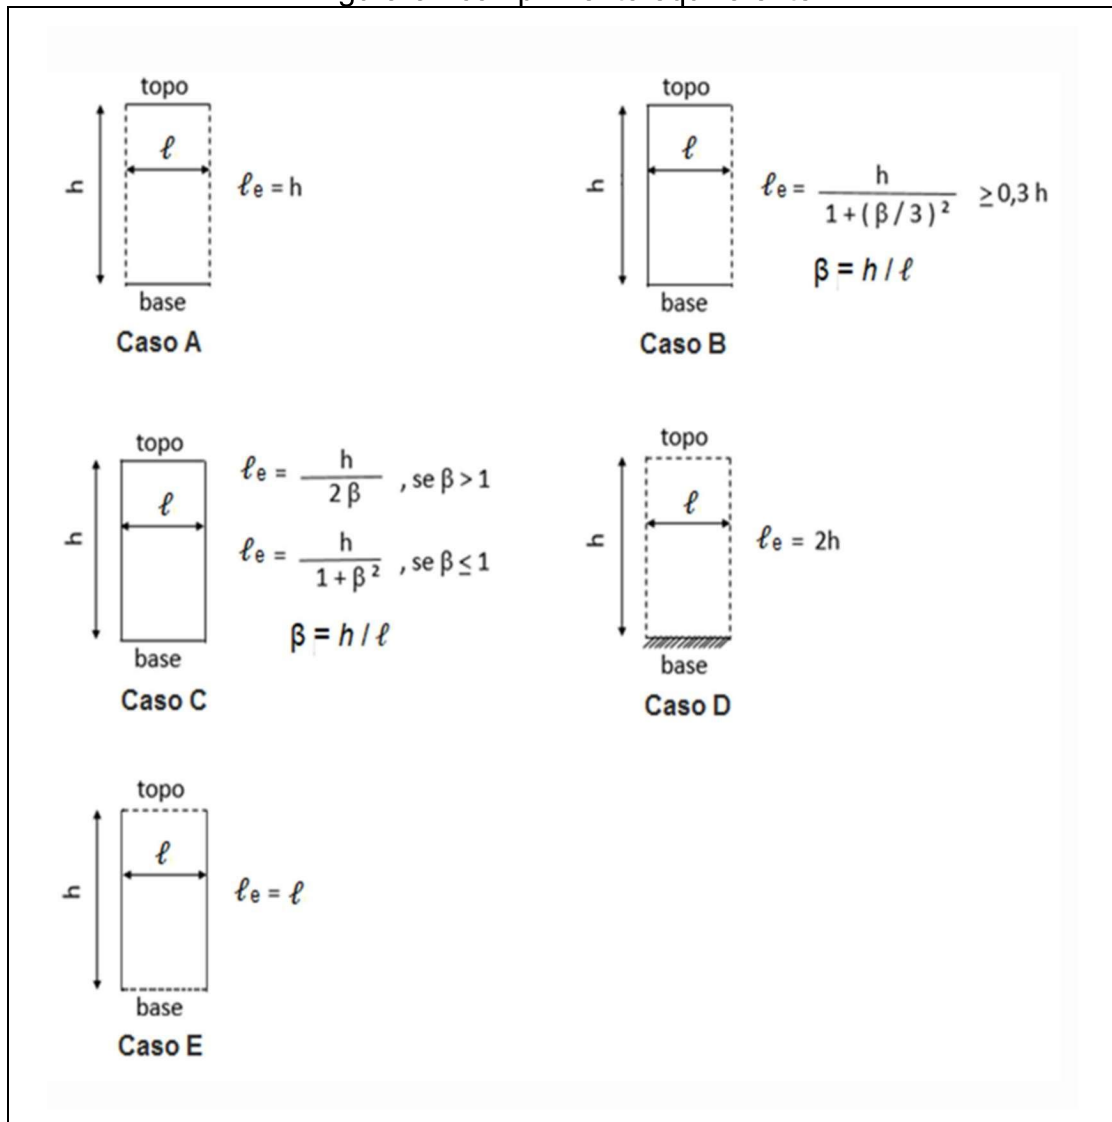 topo
h
ℓ
ℓe = h
base
Caso A
topo
h
ℓ
ℓe = h / 1 + (β / 3)² ≥ 0,3 h
β = h / ℓ
base
Caso B
topo
h
ℓ
ℓe = h / 2 β , se β > 1
ℓe = h / 1 + β² , se β ≤ 1
β = h / ℓ
base
Caso C
topo
h
ℓ
ℓe = 2h
base
Caso D
topo
h
ℓ
ℓe = ℓ
base
Caso E